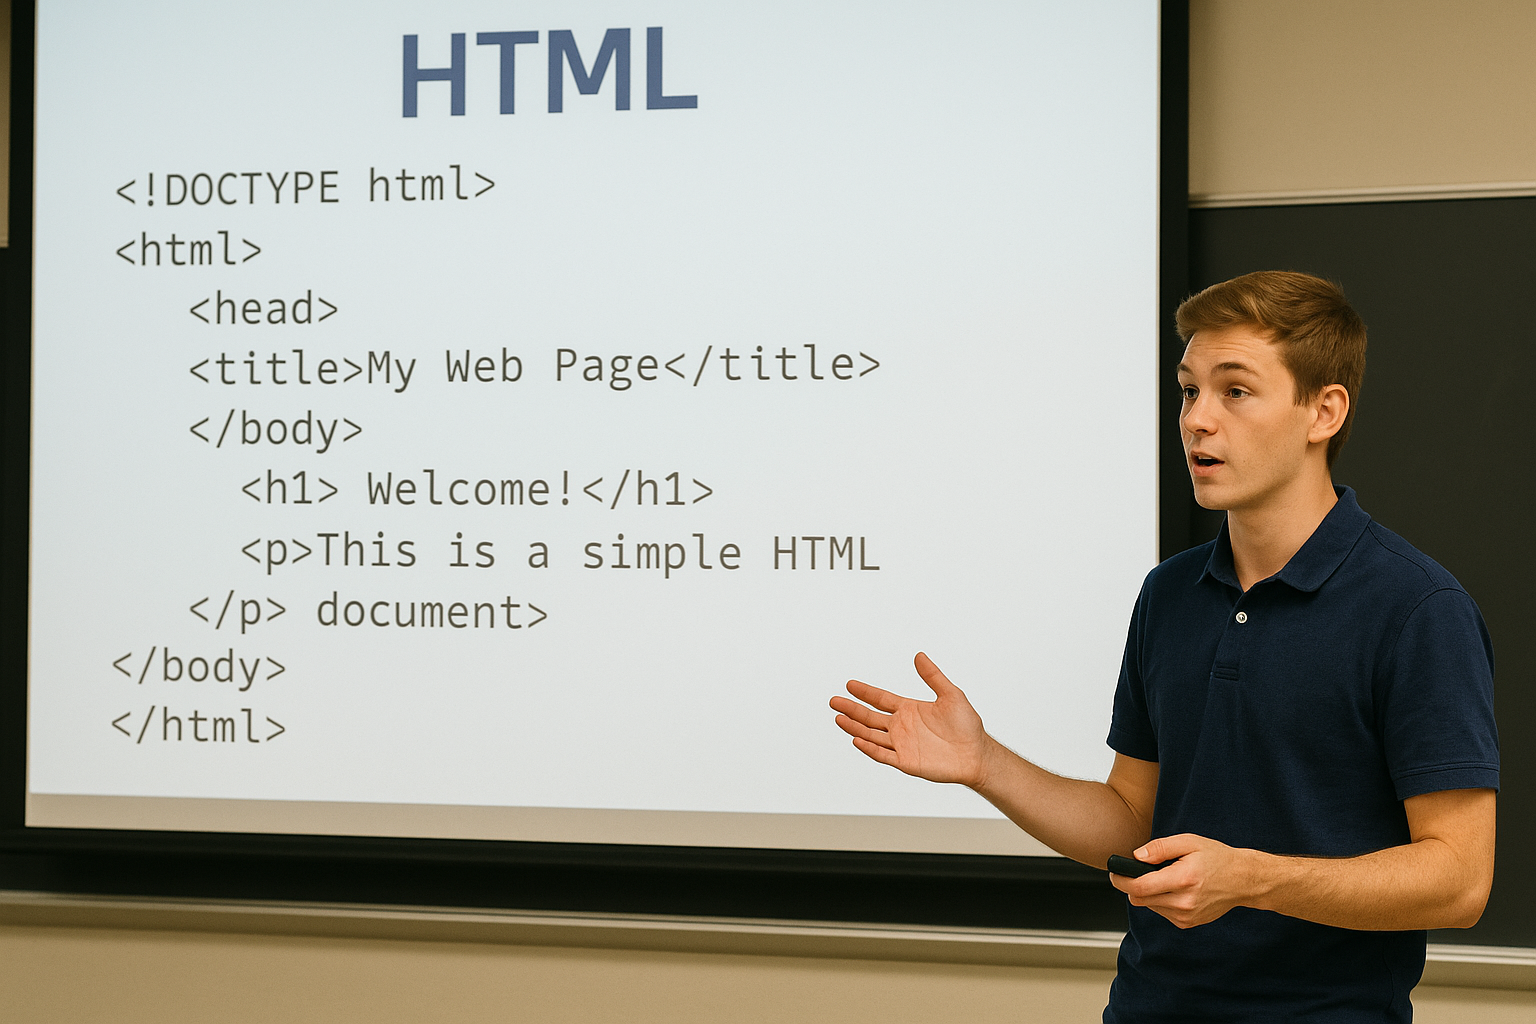 HTML
<!DOCTYPE html>
<html>
<head>
<title>My Web Page</title>
</body>
<h1> Welcome!</h1>
<p>This is a simple HTML
</p> document>
</body>
</html>